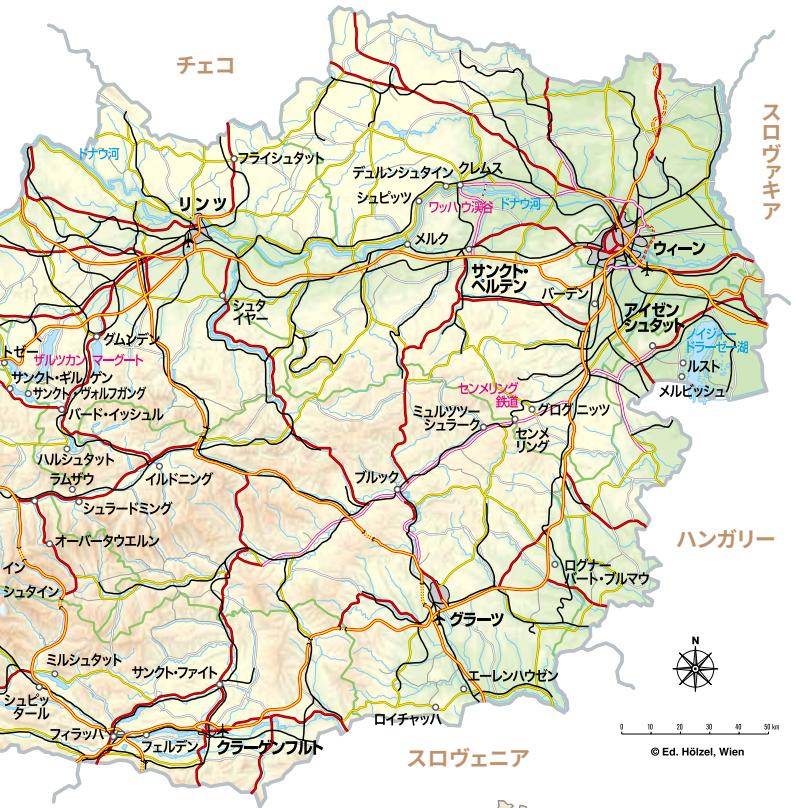 チェコ
スロヴァキア
ドナウ河
フライシュタット
デュルンシュタイン
クレムス
シュピッツ
ワッハウ渓谷
ドナウ河
リンツ
メルク
ウィーン
サンクト・
ペルテン
バーデン
シュタ
イヤー
アイゼン
シュタット
グムンデン
ノイジードラーゼー湖
トゼー
ザルツカンマーグート
ルスト
サンクト・ギルゲン
サンクト・ヴォルフガング
センメリング
鉄道
メルビッシュ
バード・イッシュル
ミュルツツー
シュラーク
グログニッツ
センメ
リング
ハルシュタット
イルドニング
ブルック
ラムザウ
シュラードミング
ハンガリー
オーバータウエルン
イン
ログナー
バート・ブルマウ
シュタイン
グラーツ
N
ミルシュタット
サンクト・ファイト
エーレンハウゼン
シュピッ
タール
ロイチャッハ
フィラッハ
フェルデン
クラーゲンフルト
0 10 20 30 40 50 km
スロヴェニア
© Ed. Hölzel, Wien